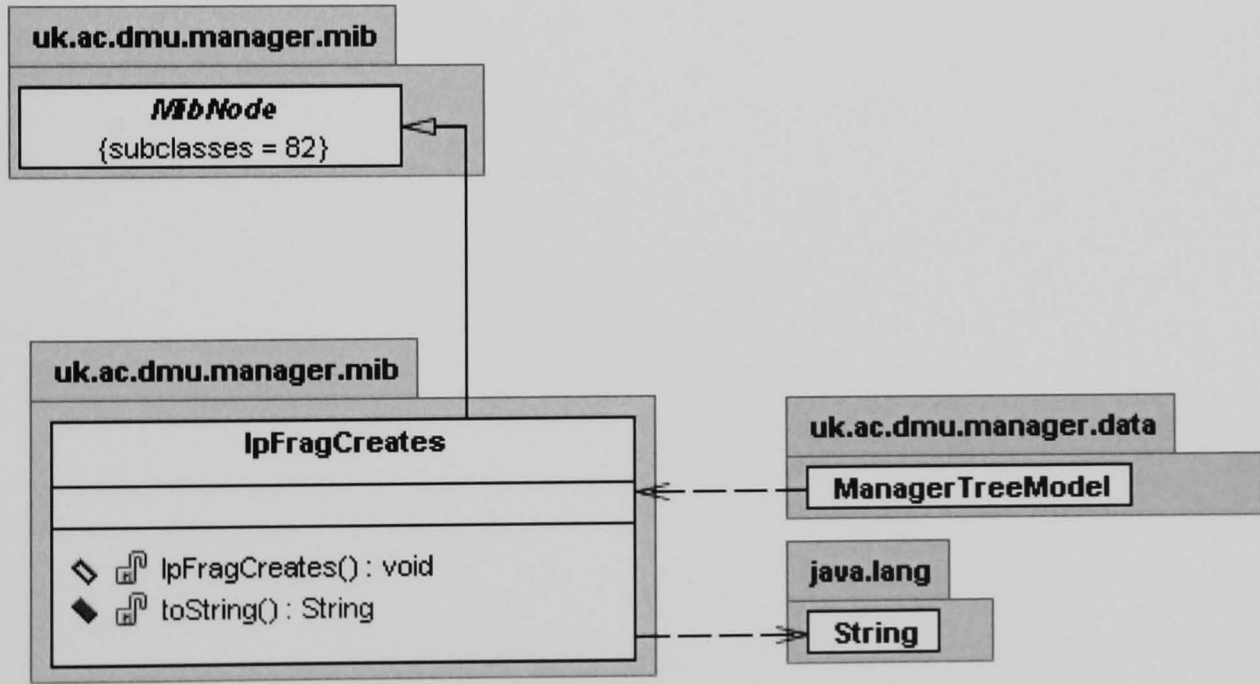 uk.ac.dmu.manager.mib
MibNode
{subclasses = 82}
uk.ac.dmu.manager.mib
IpFragCreates
IpFragCreates() : void
toString() : String
uk.ac.dmu.manager.data
ManagerTreeModel
java.lang
String